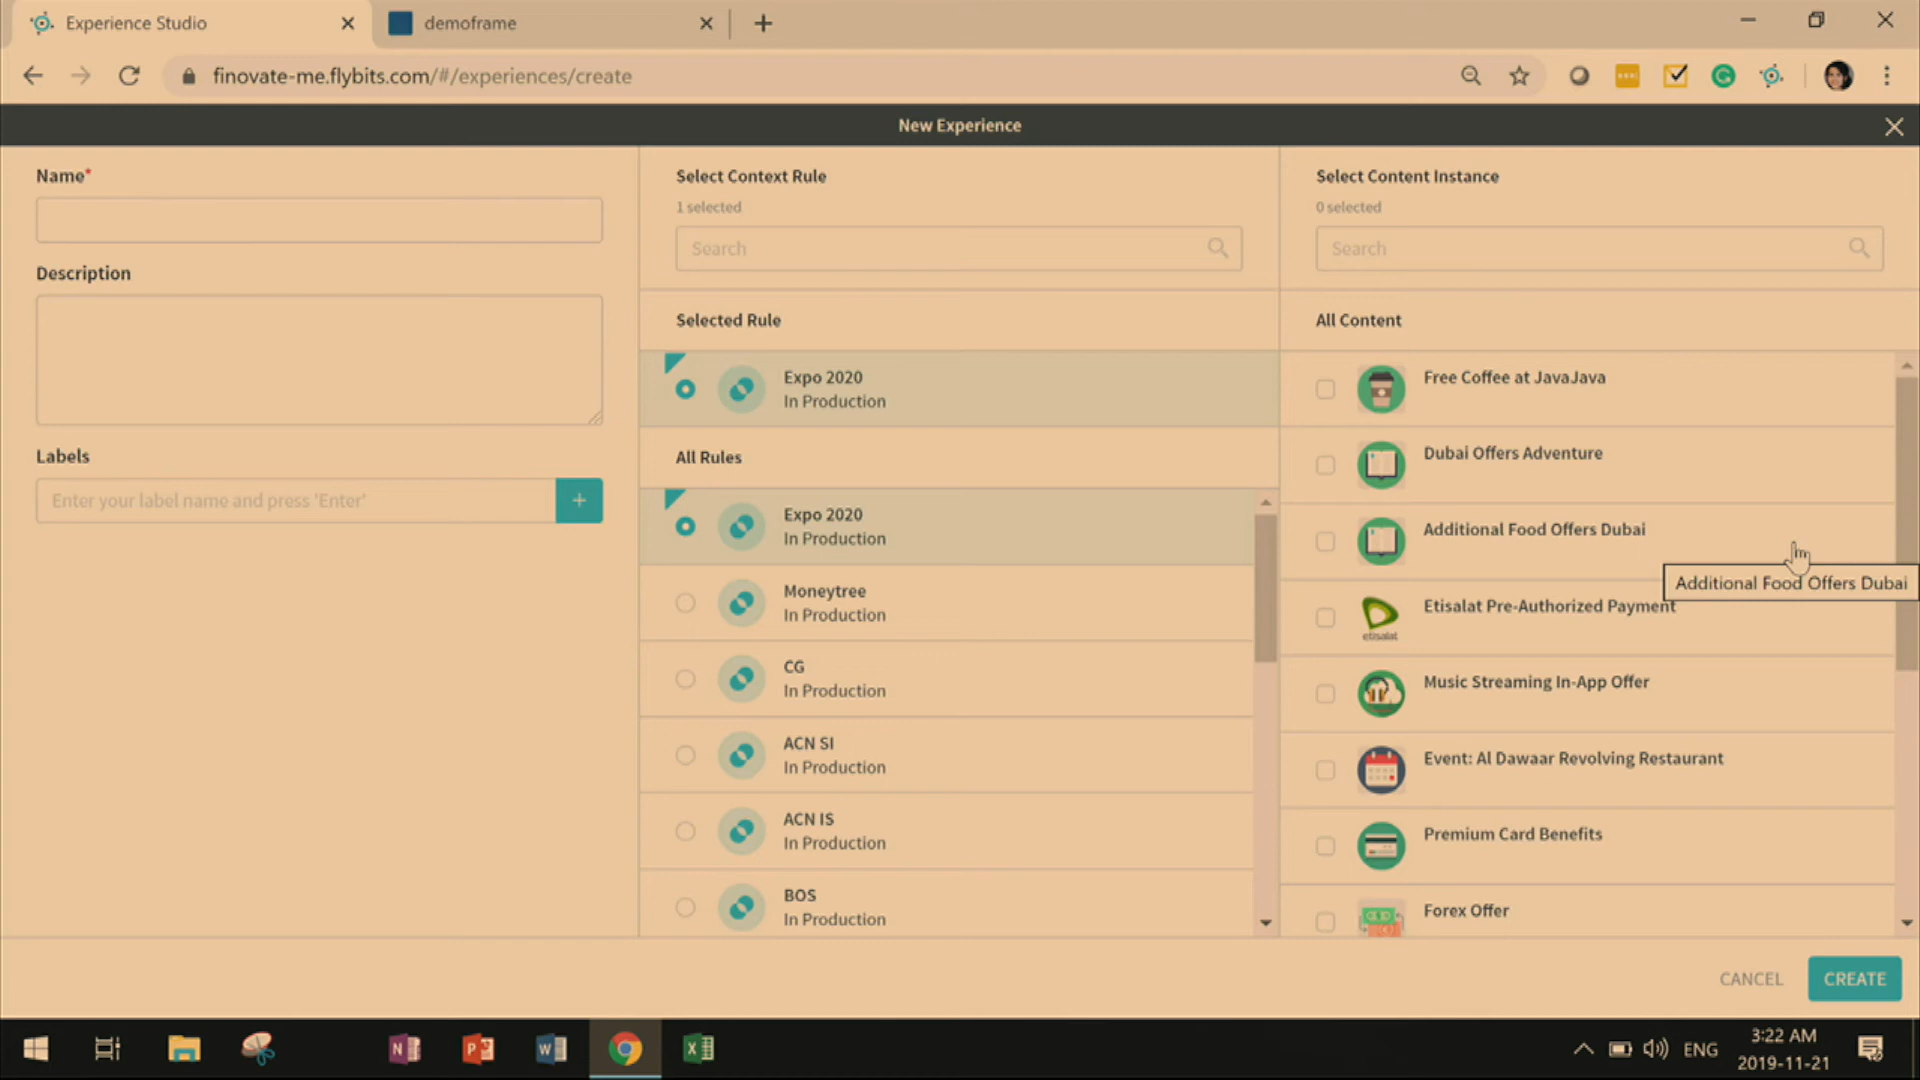 Experience Studio
demoframe
finovate-me.flybits.com/#/experiences/create
New Experience
Name*
Description
Labels
Enter your label name and press 'Enter'
Select Context Rule
1 selected
Search
Selected Rule
Expo 2020
In Production
All Rules
Expo 2020
In Production
Moneytree
In Production
CG
In Production
ACN SI
In Production
ACN IS
In Production
BOS
In Production
Select Content Instance
0 selected
Search
All Content
Free Coffee at JavaJava
Dubai Offers Adventure
Additional Food Offers Dubai
Additional Food Offers Dubai
Etisalat Pre-Authorized Payment
etisalat
Music Streaming In-App Offer
Event: Al Dawaar Revolving Restaurant
Premium Card Benefits
Forex Offer
CANCEL
CREATE
ENG
3:22 AM
2019-11-21